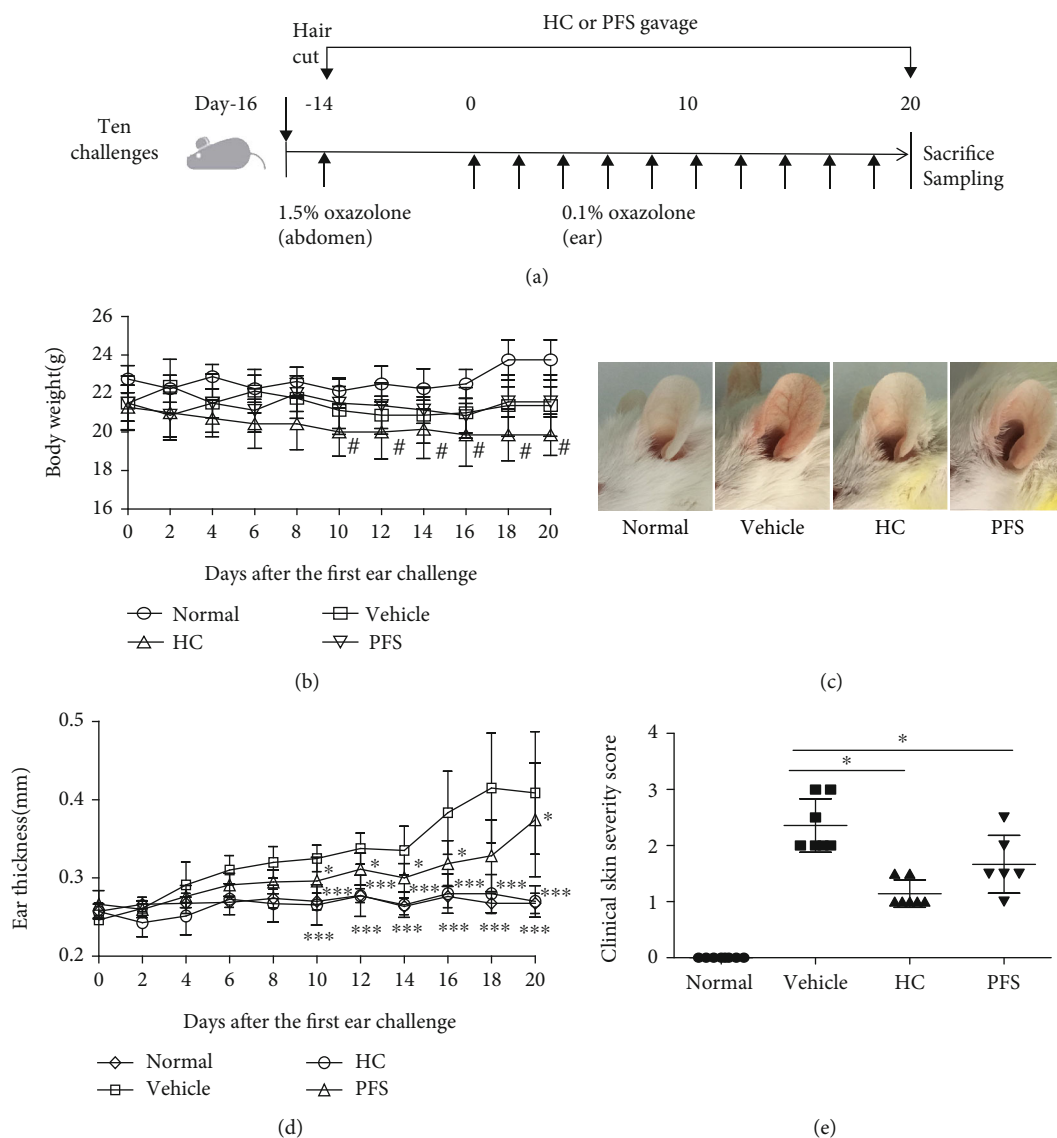 HC or PFS gavage
Hair
cut
Day-16 -14 0 10 20
Ten
challenges
Sacrifice
Sampling
1.5% oxazolone
(abdomen)
0.1% oxazolone
(ear)
(a)
Body weight(g)
26
24
22
20
18
16
# # # # # #
0 2 4 6 8 10 12 14 16 18 20
Days after the first ear challenge
Normal Vehicle
HC PFS
(b)
Normal Vehicle HC PFS
(c)
Ear thickness(mm)
0.5
0.4
0.3
0.2
* * * * *
*** *** *** *** *** ***
*** *** *** *** *** ***
0 2 4 6 8 10 12 14 16 18 20
Days after the first ear challenge
Normal HC
Vehicle PFS
(d)
Clinical skin severity score
4
3
2
1
0
*
*
Normal Vehicle HC PFS
(e)